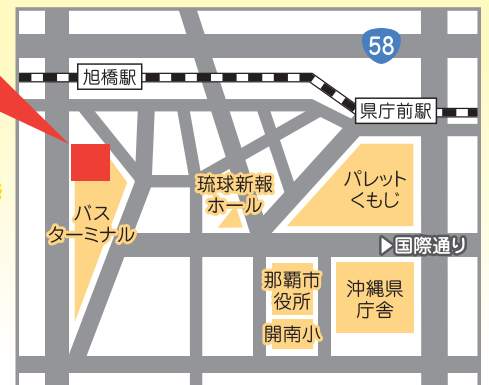 58
旭橋駅
県庁前駅
琉球新報
ホール
パレット
くもじ
バス
ターミナル
▶国際通り
那覇市
役所
沖縄県
庁舎
開南小